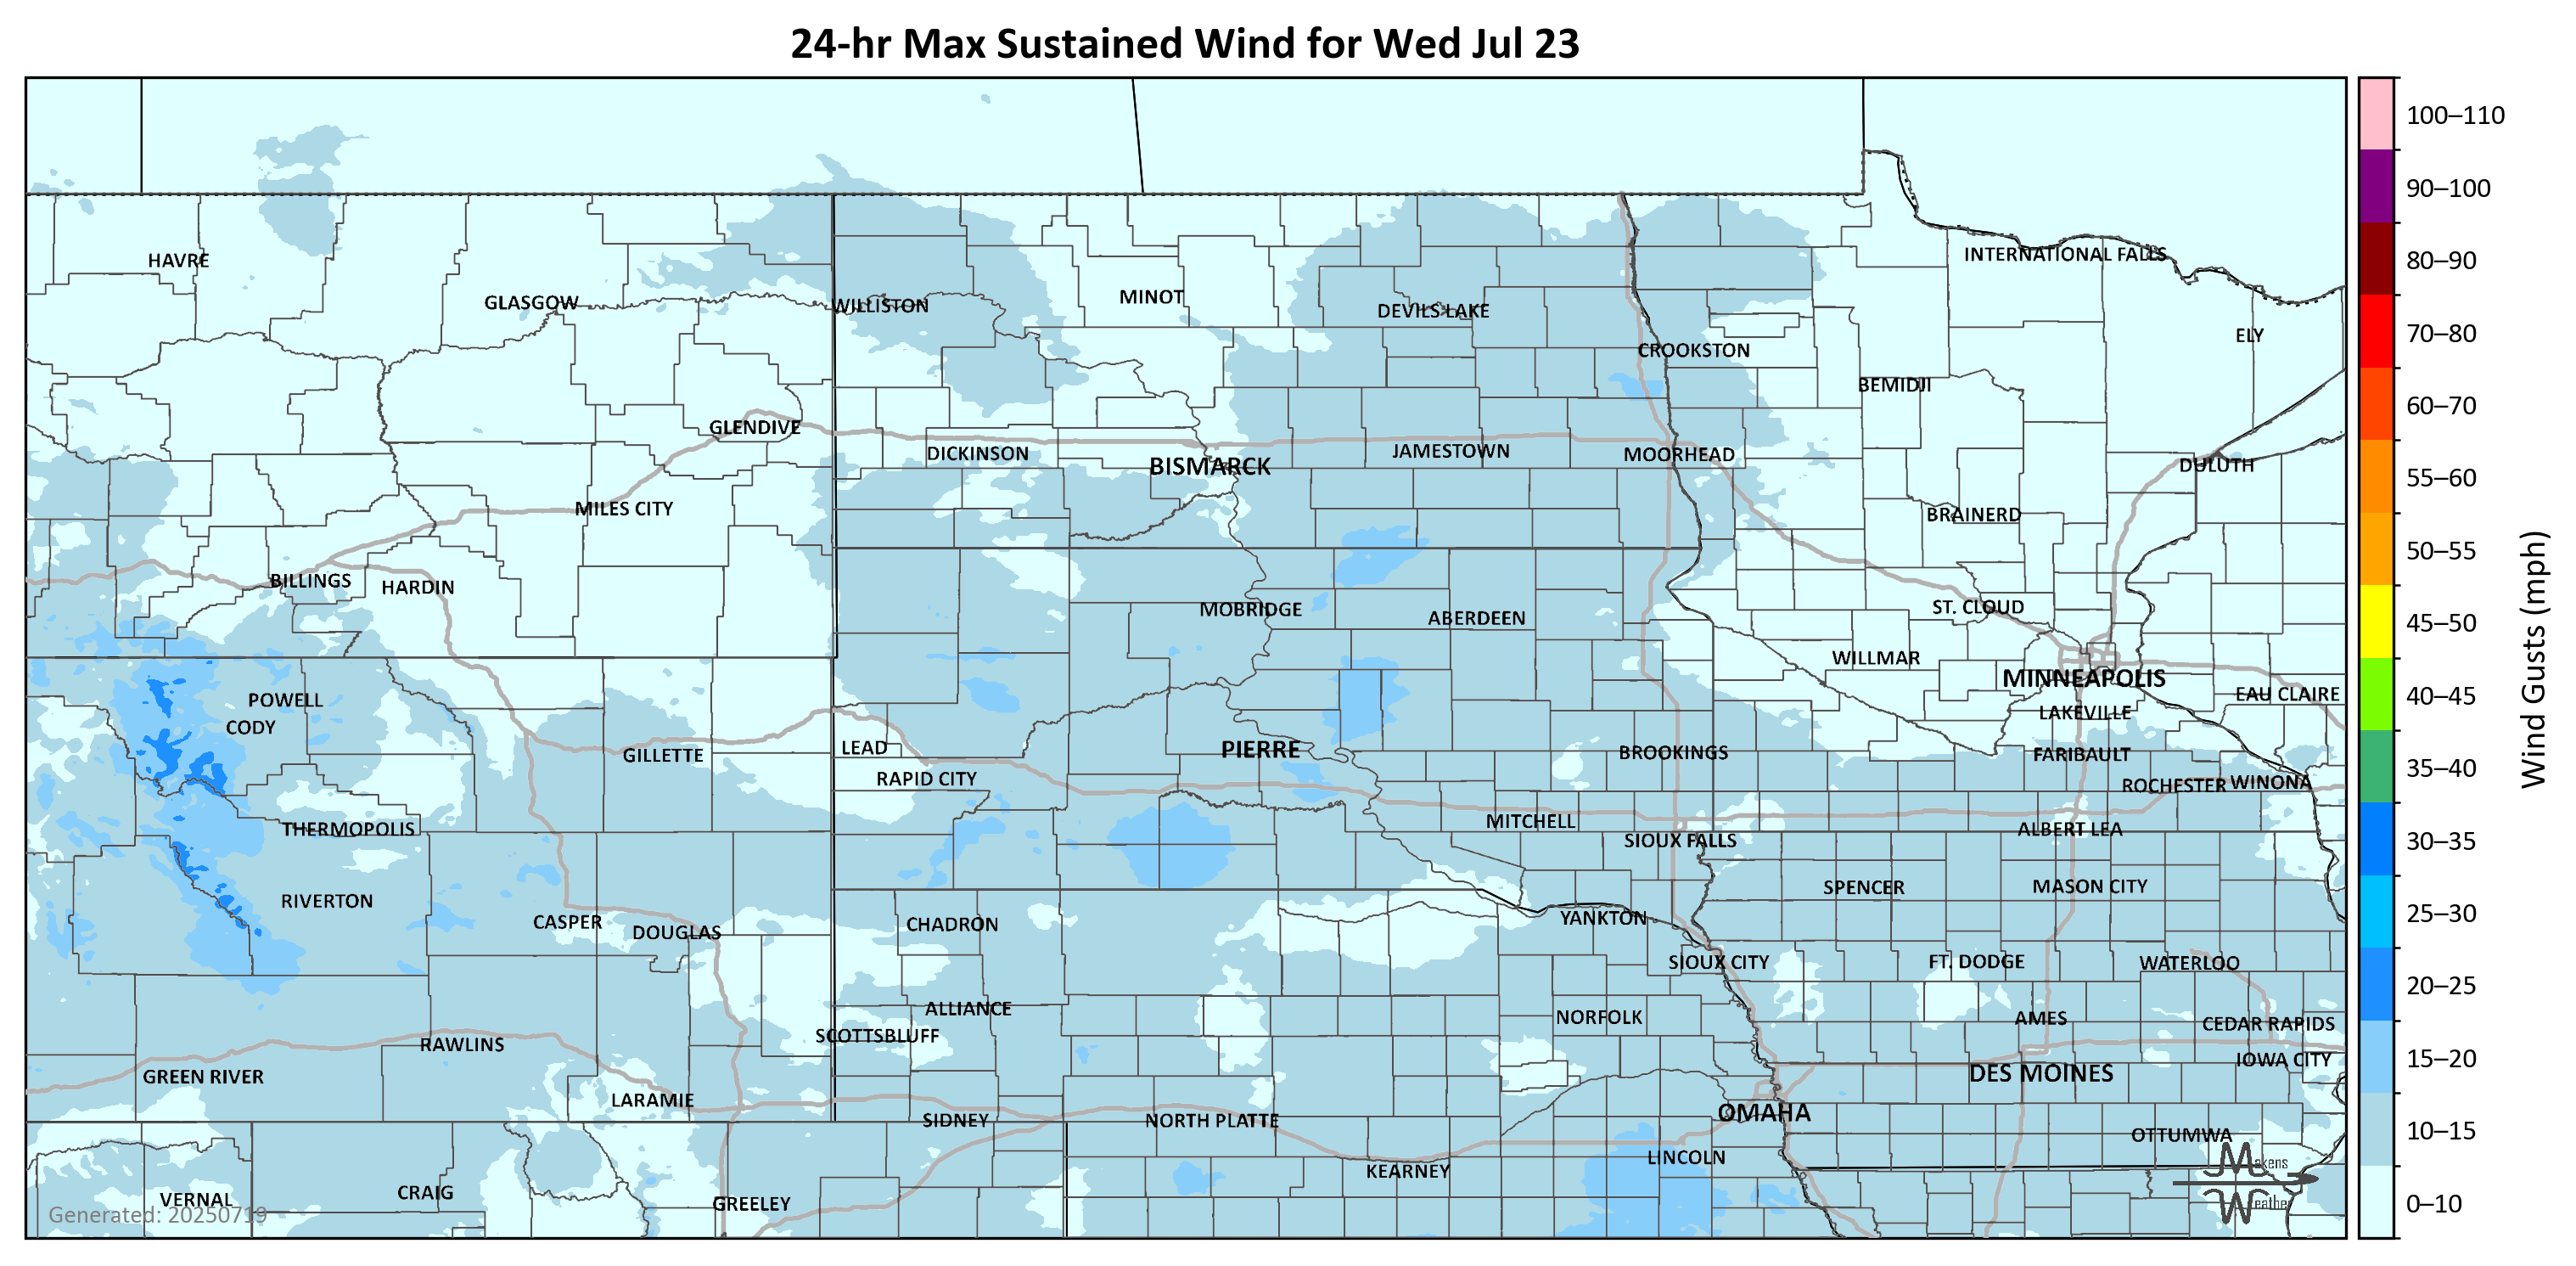 24-hr Max Sustained Wind for Wed Jul 23
100–110
90–100
80–90
70–80
60–70
55–60
50–55
45–50
40–45
35–40
30–35
25–30
20–25
15–20
10–15
0–10
Wind Gusts (mph)
HAVRE
GLASGOW
WILLISTON
MINOT
DEVILS LAKE
INTERNATIONAL FALLS
ELY
CROOKSTON
BEMIDJI
GLENDIVE
DICKINSON
BISMARCK
JAMESTOWN
MOORHEAD
DULUTH
MILES CITY
BRAINERD
BILLINGS
HARDIN
MOBRIDGE
ABERDEEN
ST. CLOUD
WILLMAR
MINNEAPOLIS
EAU CLAIRE
POWELL
CODY
LAKEVILLE
GILLETTE
LEAD
PIERRE
BROOKINGS
FARIBAULT
RAPID CITY
ROCHESTER
WINONA
THERMOPOLIS
MITCHELL
SIOUX FALLS
ALBERT LEA
RIVERTON
SPENCER
MASON CITY
CASPER
DOUGLAS
CHADRON
YANKTON
SIOUX CITY
FT. DODGE
WATERLOO
ALLIANCE
NORFOLK
AMES
CEDAR RAPIDS
SCOTTSBLUFF
RAWLINS
IOWA CITY
GREEN RIVER
DES MOINES
LARAMIE
SIDNEY
NORTH PLATTE
OMAHA
OTTUMWA
LINCOLN
KEARNEY
VERNAL
CRAIG
GREELEY
Makens
Weather
Generated: 20250719